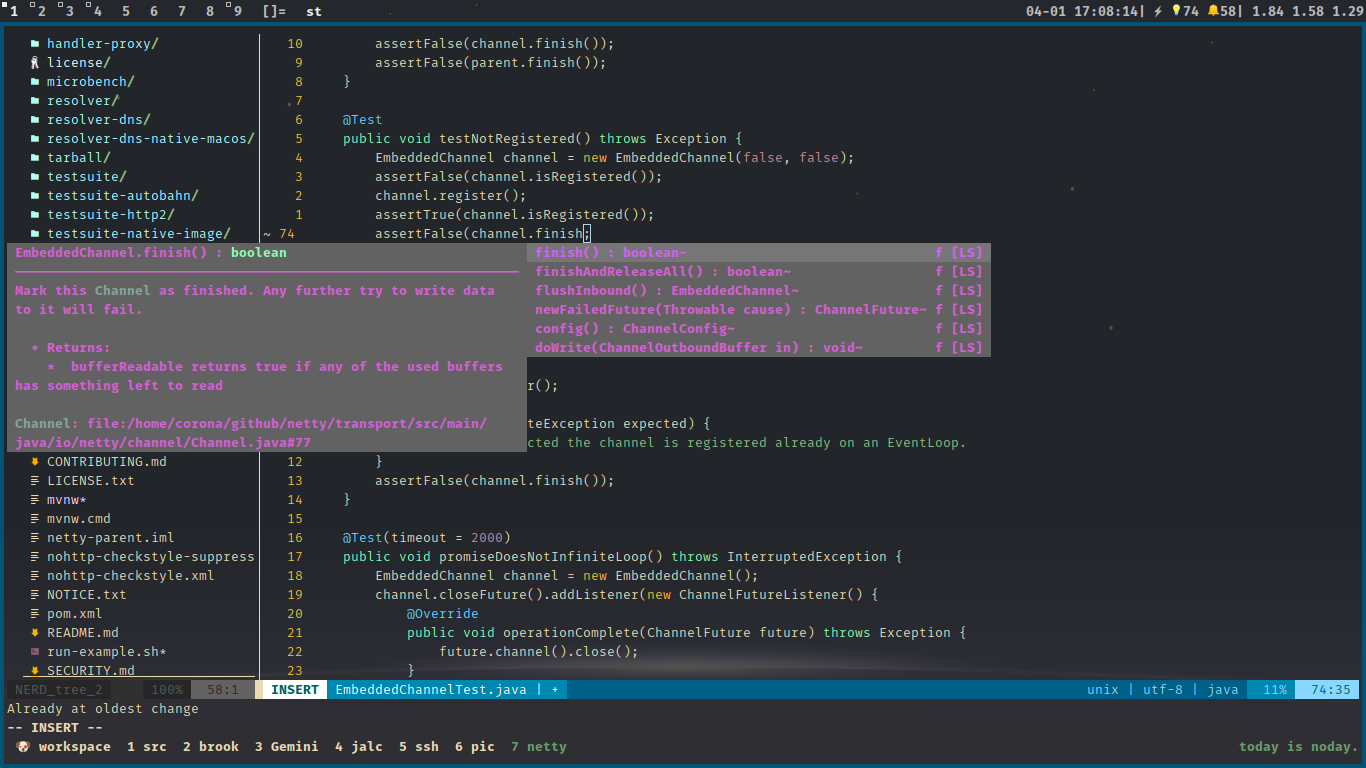 1 2 3 4 5 6 7 8 9 []= st 04-01 17:08:14| ⚡ 💡74 🔔58| 1.84 1.58 1.29
handler-proxy/ 10 assertFalse(channel.finish());
license/ 9 assertFalse(parent.finish());
microbench/ 8 }
resolver/ 7
resolver-dns/ 6 @Test
resolver-dns-native-macos/ 5 public void testNotRegistered() throws Exception {
tarball/ 4 EmbeddedChannel channel = new EmbeddedChannel(false, false);
testsuite/ 3 assertFalse(channel.isRegistered());
testsuite-autobahn/ 2 channel.register();
testsuite-http2/ 1 assertTrue(channel.isRegistered());
testsuite-native-image/ ~ 74 assertFalse(channel.finish;
EmbeddedChannel.finish() : boolean finish() : boolean~ f [LS]
finishAndReleaseAll() : boolean~ f [LS]
Mark this Channel as finished. Any further try to write data flushInbound() : EmbeddedChannel~ f [LS]
to it will fail. newFailedFuture(Throwable cause) : ChannelFuture~ f [LS]
config() : ChannelConfig~ f [LS]
* Returns: doWrite(ChannelOutboundBuffer in) : void~ f [LS]
* bufferReadable returns true if any of the used buffers
has something left to read r();
Channel: file:/home/corona/github/netty/transport/src/main/ teException expected) {
java/io/netty/channel/Channel.java#77 cted the channel is registered already on an EventLoop.
CONTRIBUTING.md 12 }
LICENSE.txt 13 assertFalse(channel.finish());
mvnw* 14 }
mvnw.cmd 15
netty-parent.iml 16 @Test(timeout = 2000)
nohttp-checkstyle-suppress 17 public void promiseDoesNotInfiniteLoop() throws InterruptedException {
nohttp-checkstyle.xml 18 EmbeddedChannel channel = new EmbeddedChannel();
NOTICE.txt 19 channel.closeFuture().addListener(new ChannelFutureListener() {
pom.xml 20 @Override
README.md 21 public void operationComplete(ChannelFuture future) throws Exception {
run-example.sh* 22 future.channel().close();
SECURITY.md 23 }
NERD_tree_2 100% 58:1 INSERT EmbeddedChannelTest.java | + unix | utf-8 | java 11% 74:35
Already at oldest change
-- INSERT --
🐶 workspace 1 src 2 brook 3 Gemini 4 jalc 5 ssh 6 pic 7 netty today is noday.